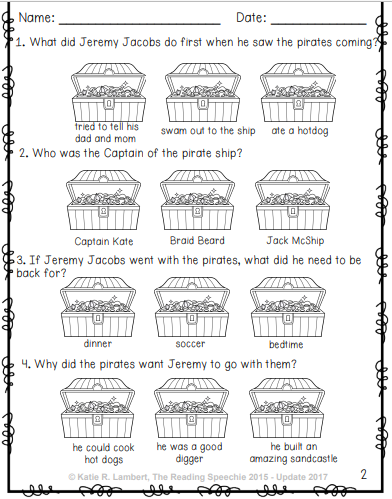 Name: ____________________ Date: ____________
1. What did Jeremy Jacobs do first when he saw the pirates coming?
tried to tell his dad and mom
swam out to the ship
ate a hotdog
2. Who was the Captain of the pirate ship?
Captain Kate
Braid Beard
Jack McShip
3. If Jeremy Jacobs went with the pirates, what did he need to be
back for?
dinner
soccer
bedtime
4. Why did the pirates want Jeremy to go with them?
he could cook
hot dogs
he was a good
digger
he built an
amazing sandcastle
© Katie R. Lambert, The Reading Speechie 2015 - Update 2017
2